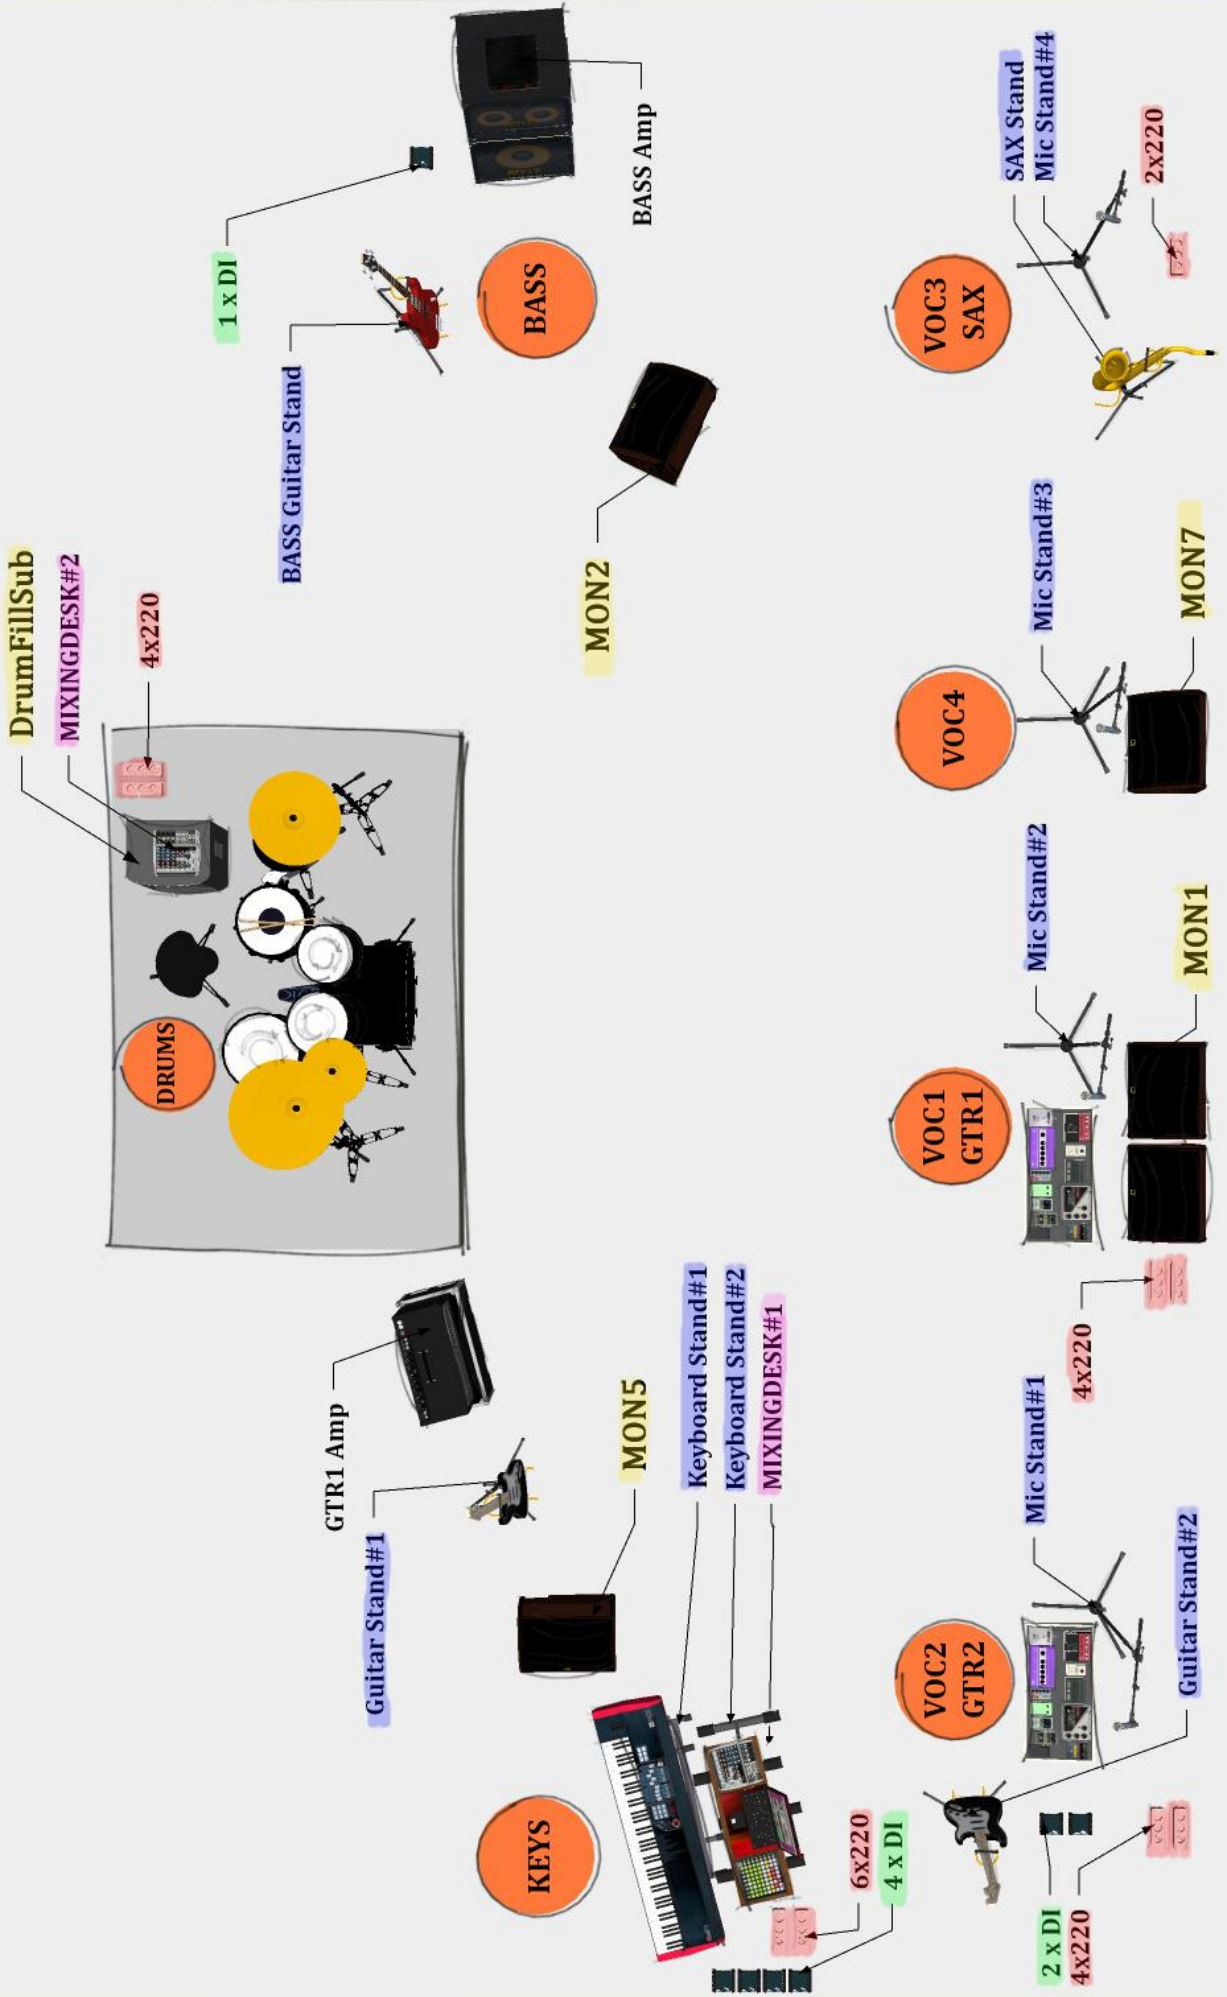 DrumFillSub
MIXINGDESK#2
4x220
1 x DI
BASS Guitar Stand
BASS Amp
BASS
DRUMS
GTR1 Amp
Guitar Stand#1
MON2
MON5
Keyboard Stand#1
Keyboard Stand#2
MIXINGDESK#1
KEYS
6x220
4 x DI
VOC2
GTR2
VOC1
GTR1
VOC4
VOC3
SAX
SAX Stand
Mic Stand#4
2x220
Mic Stand#3
MON7
Mic Stand#2
MON1
4x220
Mic Stand#1
Guitar Stand#2
2 x DI
4x220